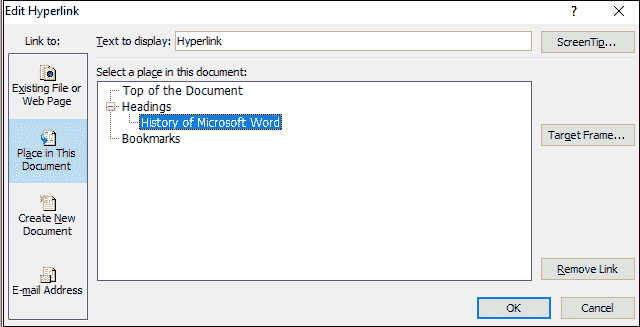 Edit Hyperlink
? X
Link to:
Text to display: Hyperlink
ScreenTip...
Existing File or
Web Page
Place in This
Document
Create New
Document
E-mail Address
Select a place in this document:
Top of the Document
Headings
History of Microsoft Word
Bookmarks
Target Frame...
Remove Link
OK
Cancel